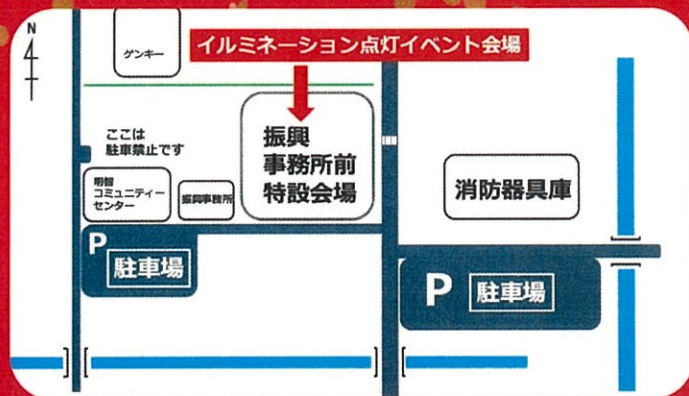 N
ゲンキー
イルミネーション点灯イベント会場
ここは
駐車禁止です
振興
事務所前
特設会場
明智
コミュニティー
センター
振興事務所
消防器具庫
P
駐車場
P
駐車場